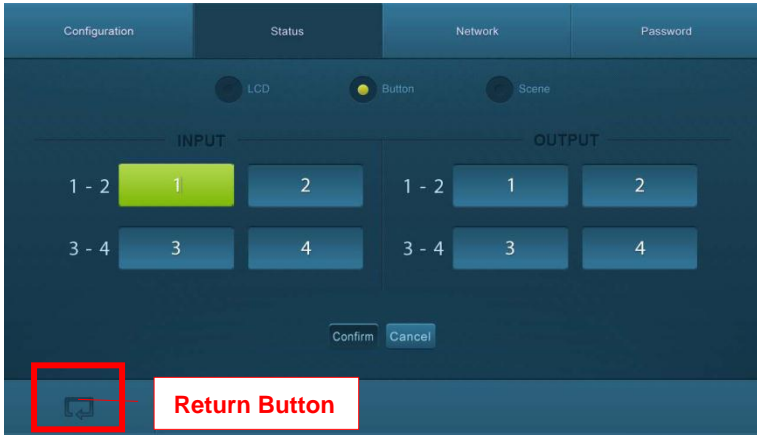 Configuration Status Network Password
LCD Button Scene
INPUT OUTPUT
1 - 2 1 2 1 - 2 1 2
3 - 4 3 4 3 - 4 3 4
Confirm Cancel
Return Button